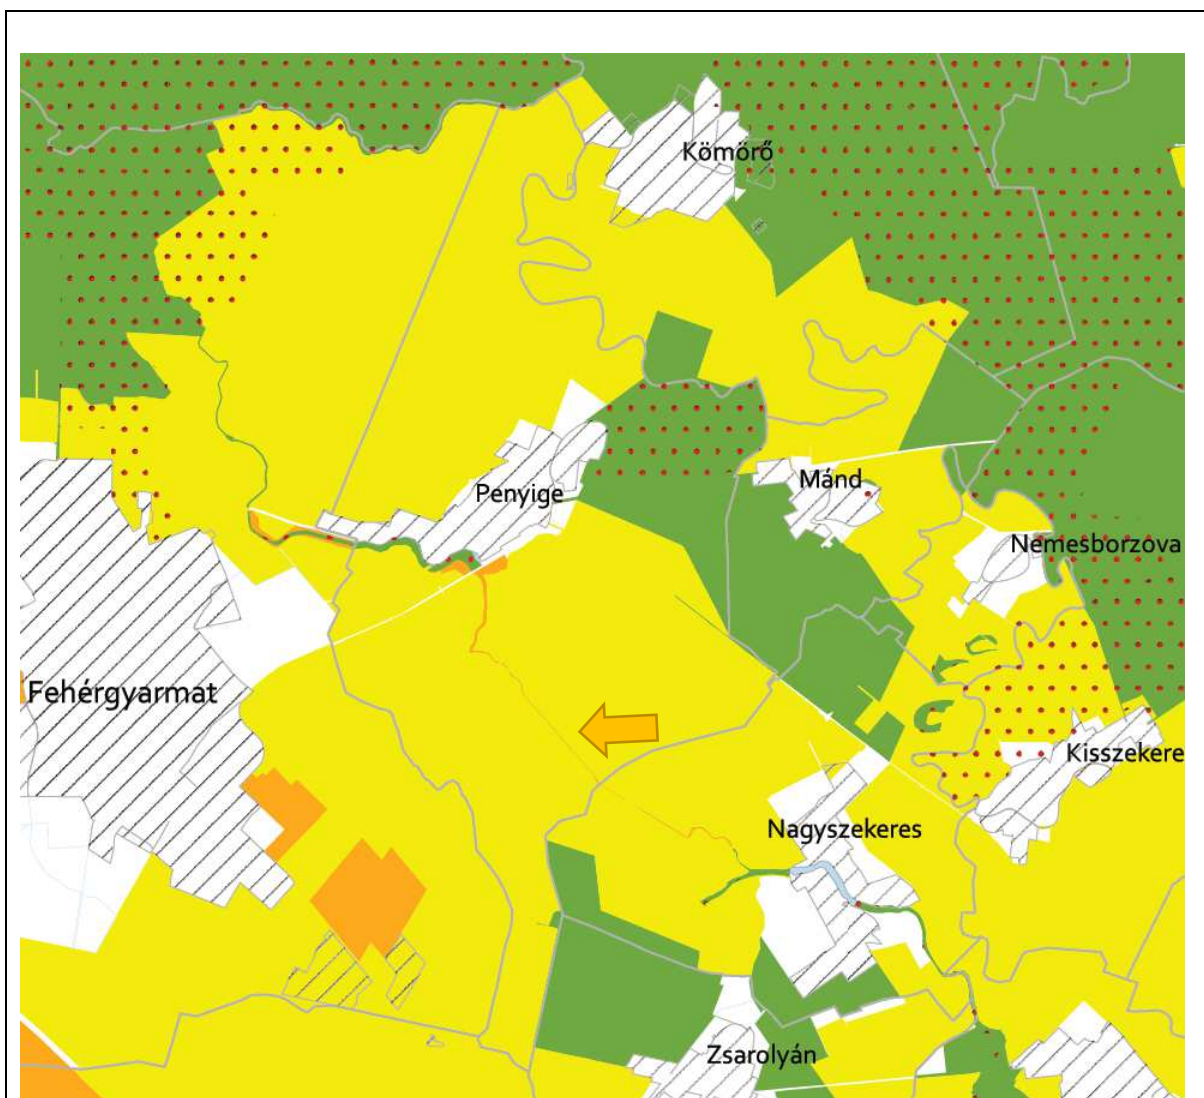 Kömörő
Penyige
Mánd
Nemesborzova
Fehérgyarmat
Kisszekere
Nagyszekeres
Zsarolyán